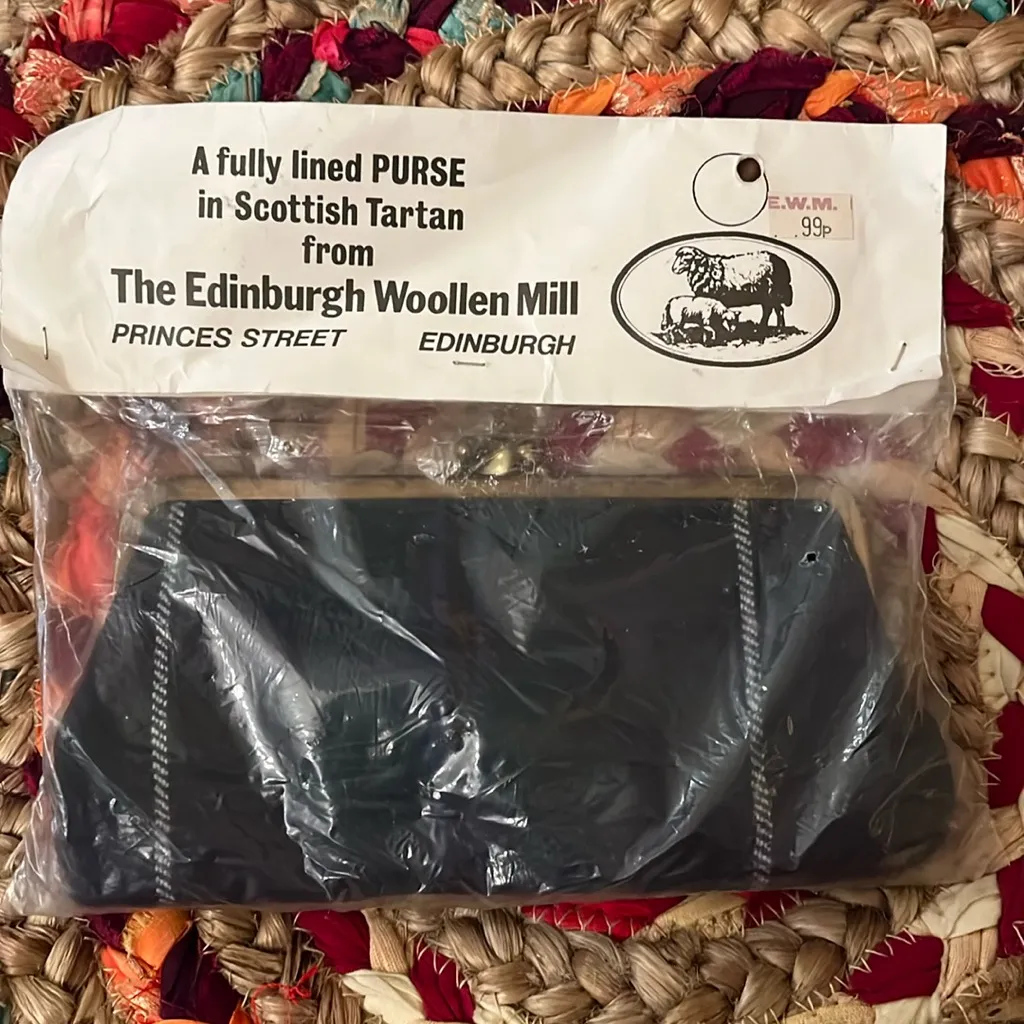 A fully lined PURSE
in Scottish Tartan
from
The Edinburgh Woollen Mill
PRINCES STREET EDINBURGH
E.W.M.
.99p